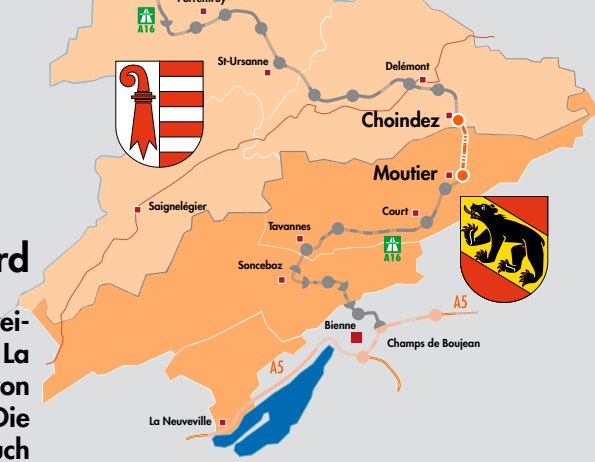 A16
St-Ursanne
Delémont
Choindez
Moutier
Saignelégier
Court
Tavannes
A16
Sonceboz
A5
Bienne
Champs de Boujean
A5
La Neuveville
rd
ei-
La
on
Die
uch